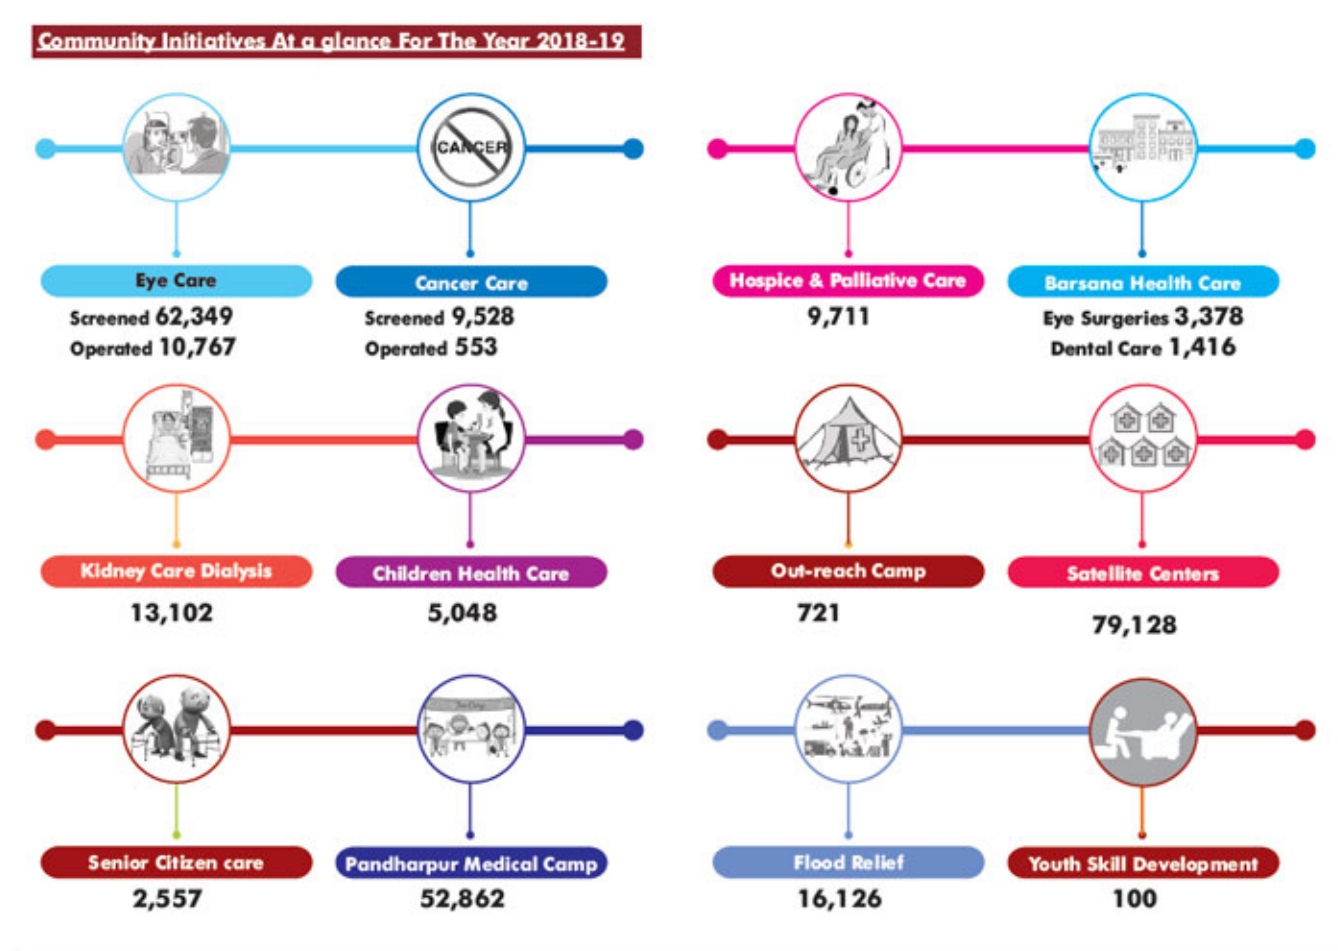 Community Initiatives At a glance For The Year 2018-19
CANCER
Eye Care
Screened 62,349
Operated 10,767
Cancer Care
Screened 9,528
Operated 553
Hospice & Palliative Care
9,711
Barsana Health Care
Eye Surgeries 3,378
Dental Care 1,416
Kidney Care Dialysis
13,102
Children Health Care
5,048
Out-reach Camp
721
Satellite Centers
79,128
Senior Citizen care
2,557
Pandharpur Medical Camp
52,862
Flood Relief
16,126
Youth Skill Development
100